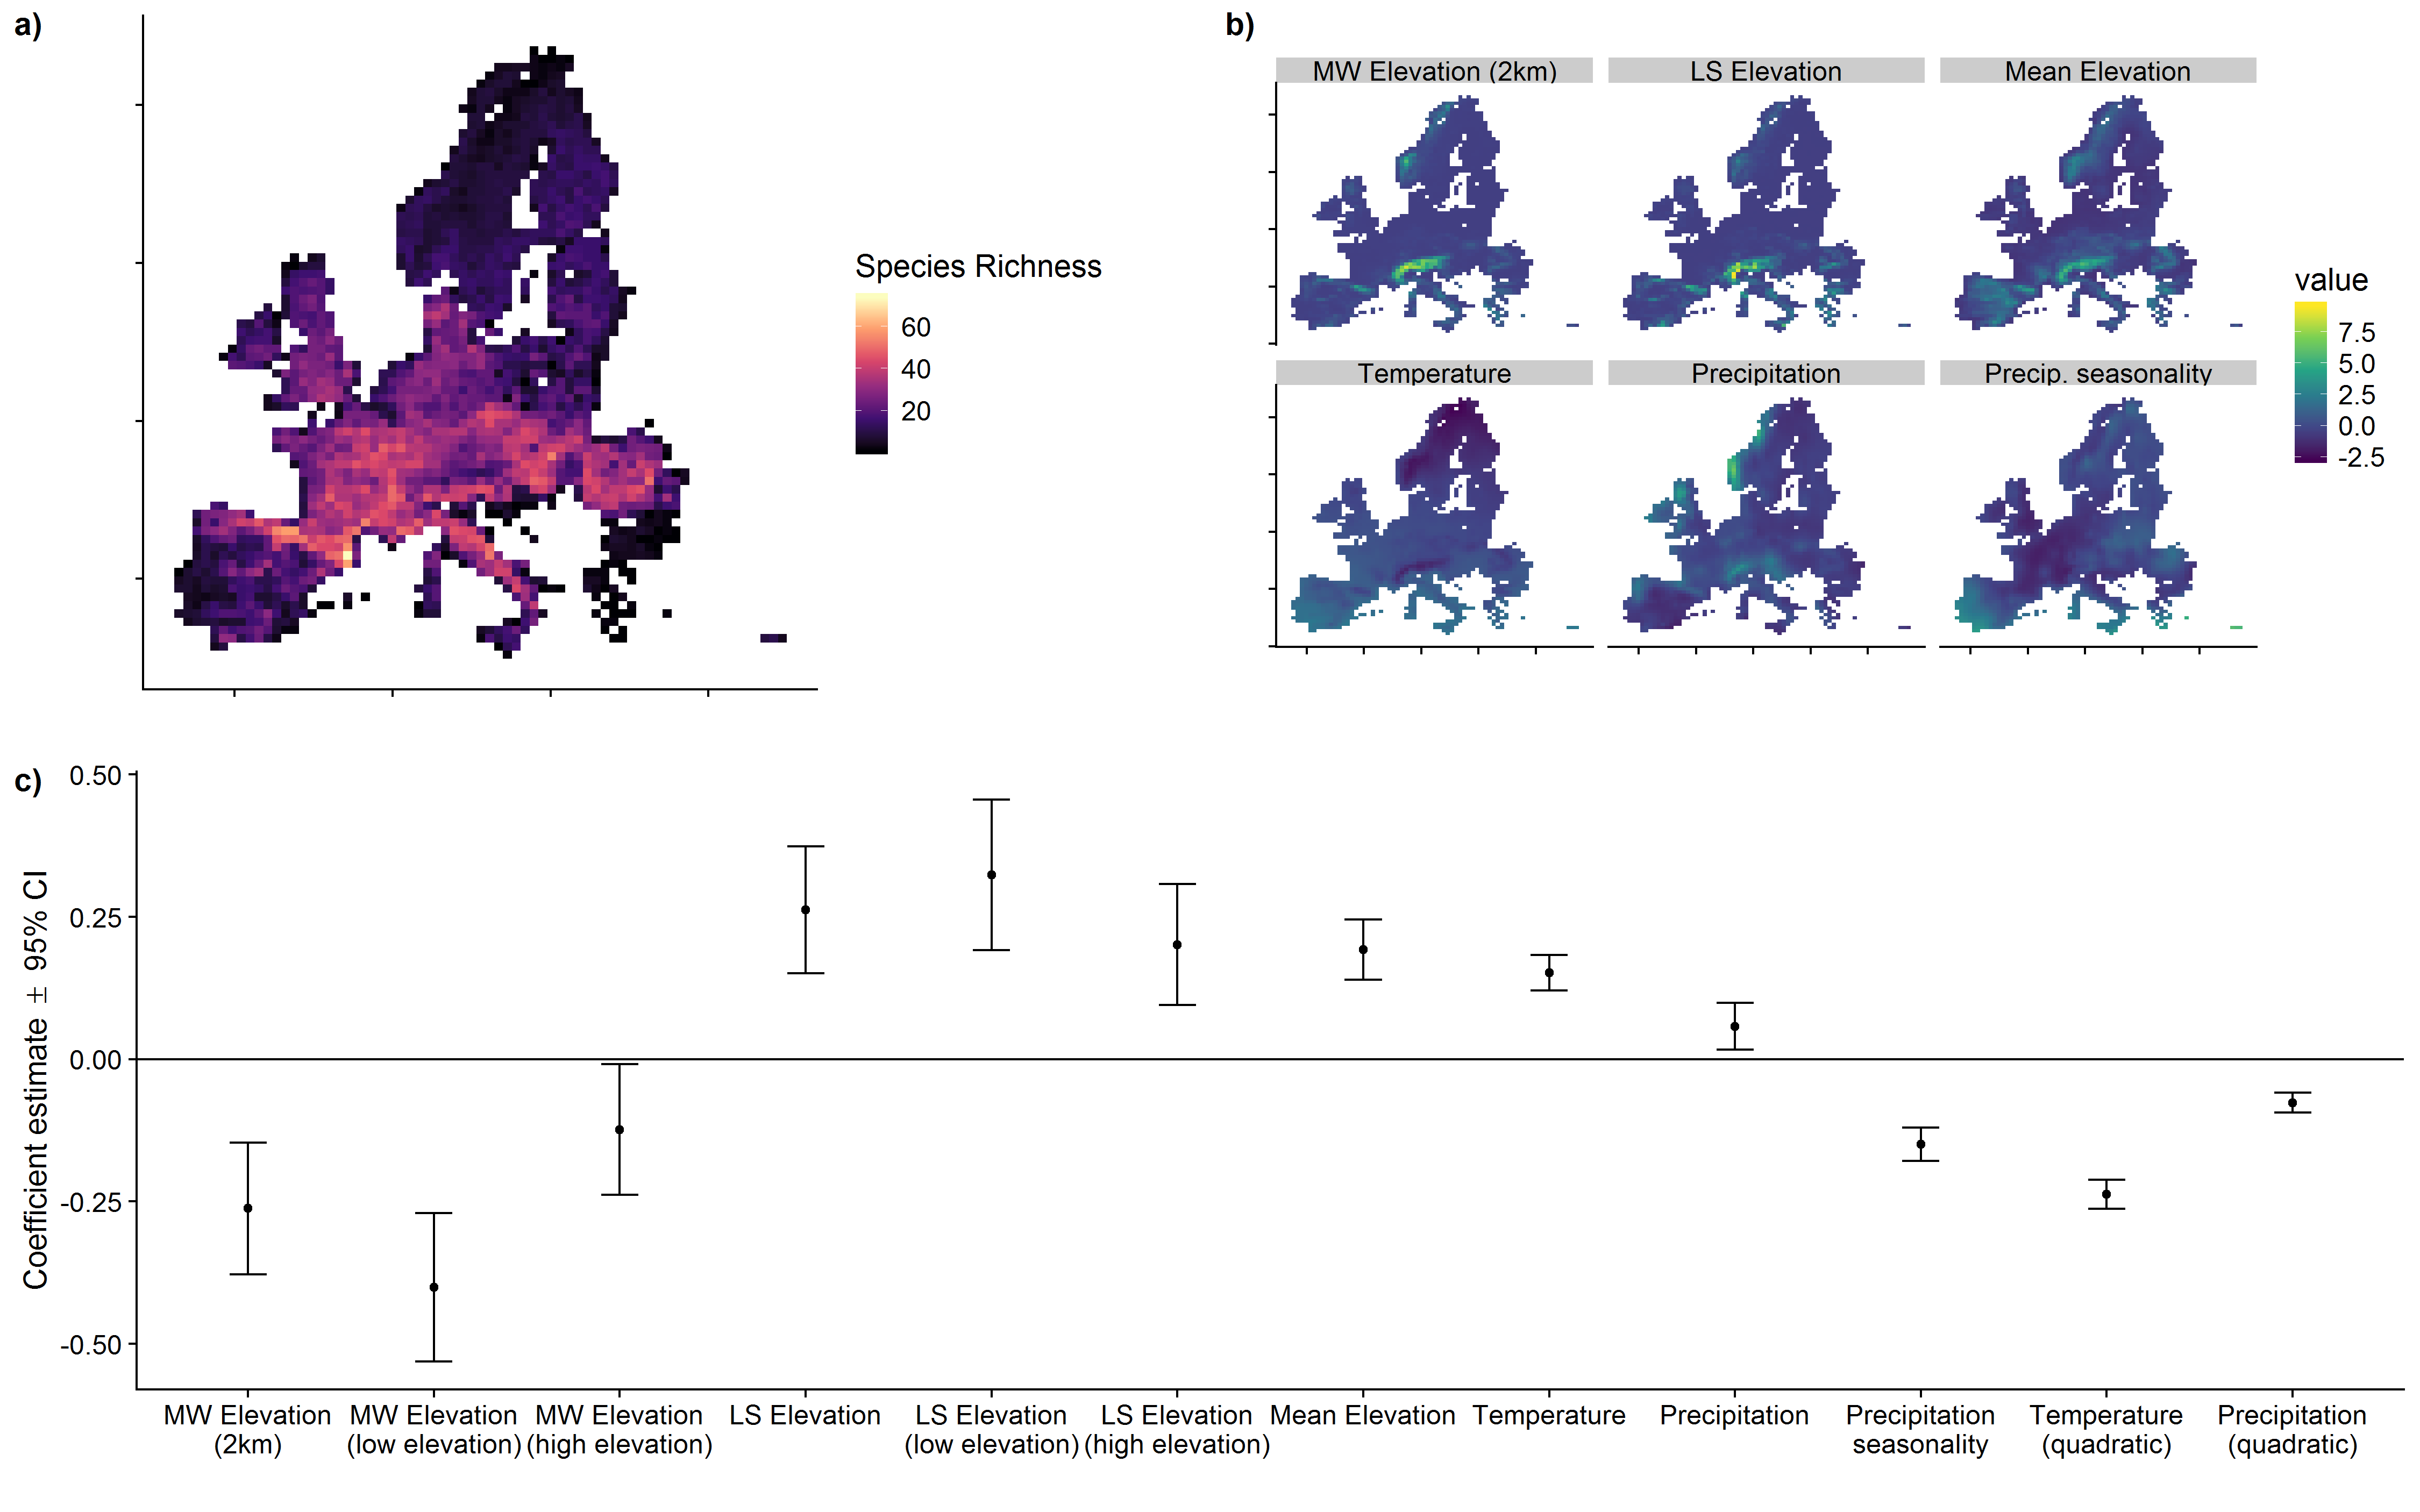 a)
Species Richness
60
40
20
b)
MW Elevation (2km)
LS Elevation
Mean Elevation
Temperature
Precipitation
Precip. seasonality
value
7.5
5.0
2.5
0.0
-2.5
c)
Coefficient estimate ± 95% CI
0.50
0.25
0.00
-0.25
-0.50
MW Elevation
(2km)
MW Elevation
(low elevation)
MW Elevation
(high elevation)
LS Elevation
LS Elevation
(low elevation)
LS Elevation
(high elevation)
Mean Elevation
Temperature
Precipitation
Precipitation
seasonality
Temperature
(quadratic)
Precipitation
(quadratic)